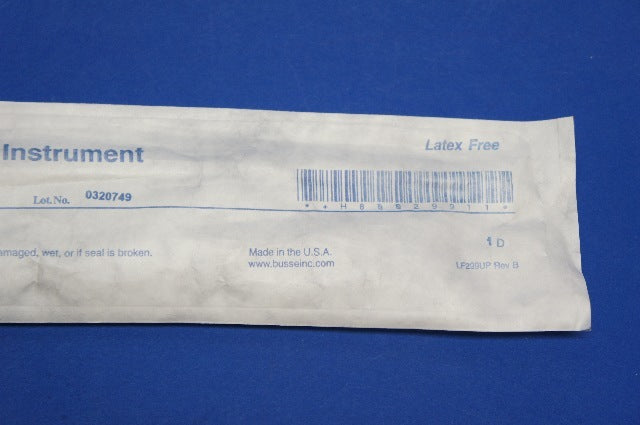 Latex Free
Instrument
Lot.No. 0320749
amaged, wet, or if seal is broken.
Made in the U.S.A.
www.busseinc.com
1 D
LF299UP Rev B